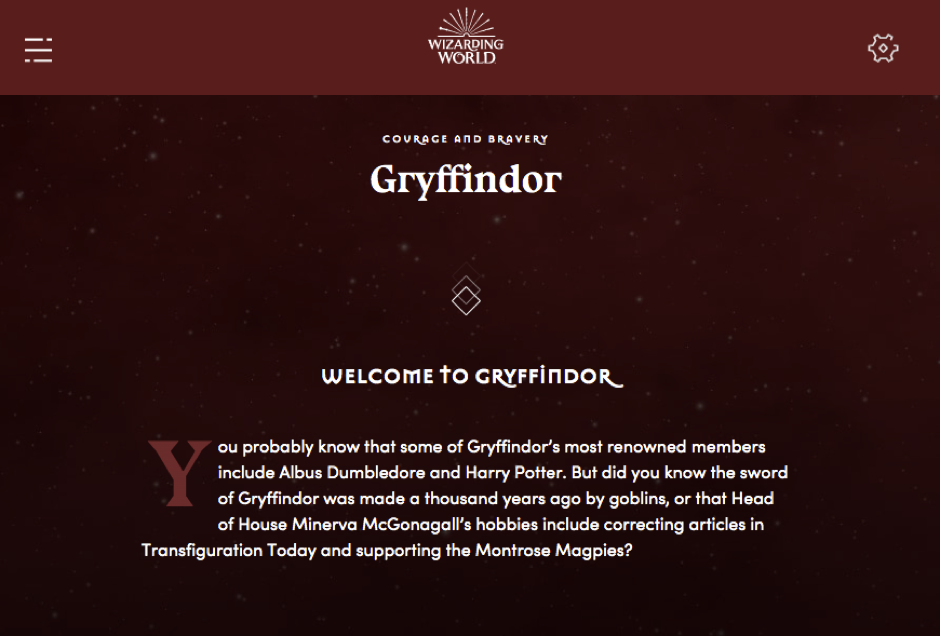 WIZARDING
WORLD
COURAGE AND BRAVERY
Gryffindor
WELCOME TO GRYFFINDOR
You probably know that some of Gryffindor's most renowned members
include Albus Dumbledore and Harry Potter. But did you know the sword
of Gryffindor was made a thousand years ago by goblins, or that Head
of House Minerva McGonagall's hobbies include correcting articles in
Transfiguration Today and supporting the Montrose Magpies?